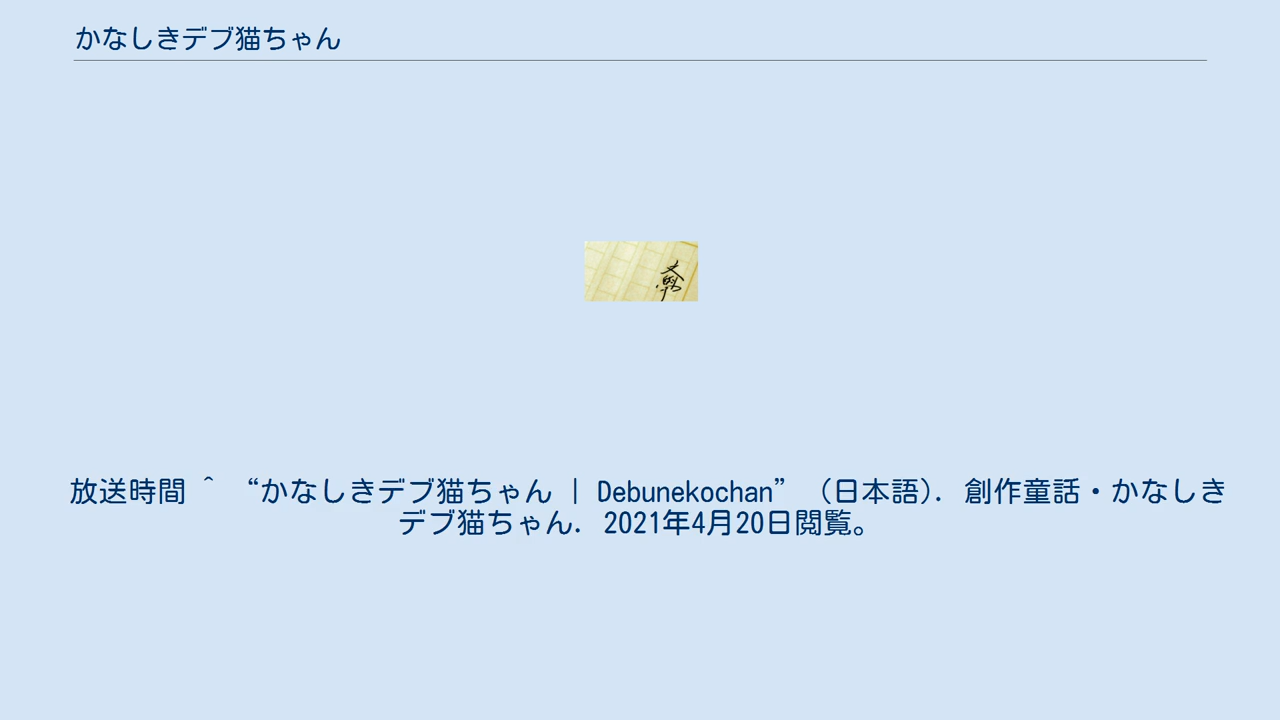 かなしきデブ猫ちゃん
放送時間 ^ “かなしきデブ猫ちゃん | Debunekochan” (日本語). 創作童話・かなしき
デブ猫ちゃん. 2021年4月20日閲覧。